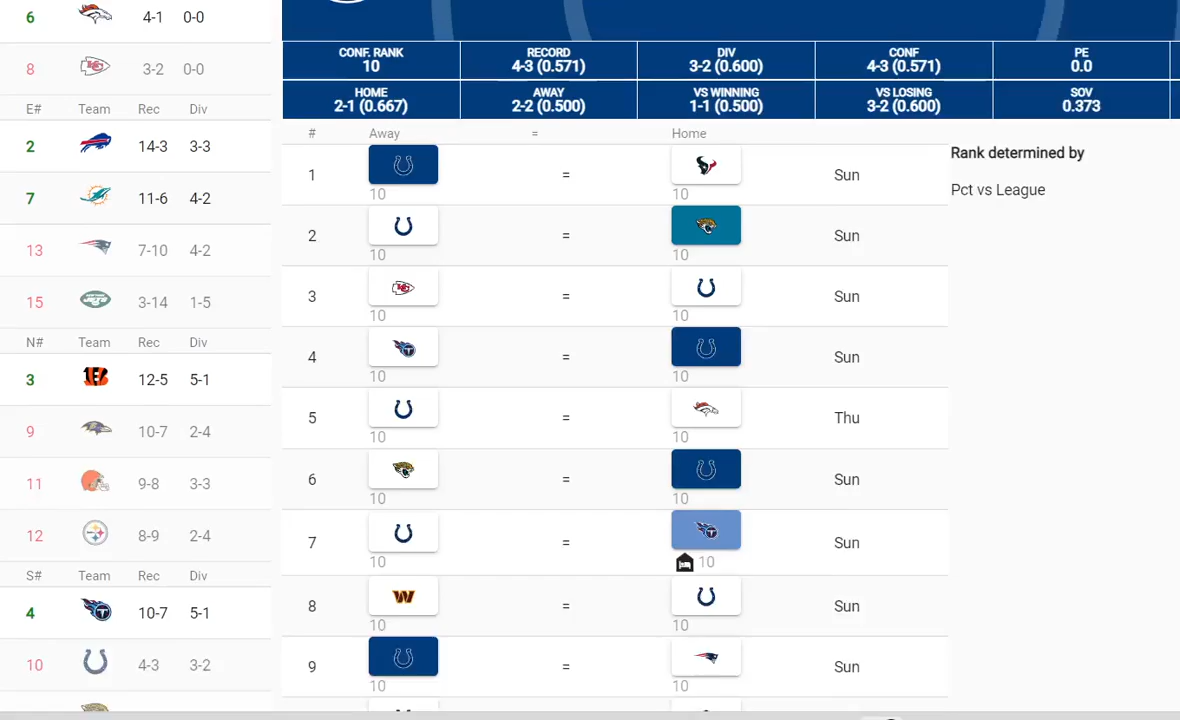 6 4-1 0-0
8 3-2 0-0
E# Team Rec Div
2 14-3 3-3
7 11-6 4-2
13 7-10 4-2
15 3-14 1-5
N# Team Rec Div
3 12-5 5-1
9 10-7 2-4
11 9-8 3-3
12 8-9 2-4
S# Team Rec Div
4 10-7 5-1
10 4-3 3-2
CONF. RANK RECORD DIV CONF PE
10 4-3 (0.571) 3-2 (0.600) 4-3 (0.571) 0.0
HOME AWAY VS WINNING VS LOSING SOV
2-1 (0.667) 2-2 (0.500) 1-1 (0.500) 3-2 (0.600) 0.373
# Away = Home
1 = Sun
10 10
2 = Sun
10 10
3 = Sun
10 10
4 = Sun
10 10
5 = Thu
10 10
6 = Sun
10 10
7 = Sun
10 10
8 W = Sun
10 10
9 = Sun
10 10
Rank determined by
Pct vs League